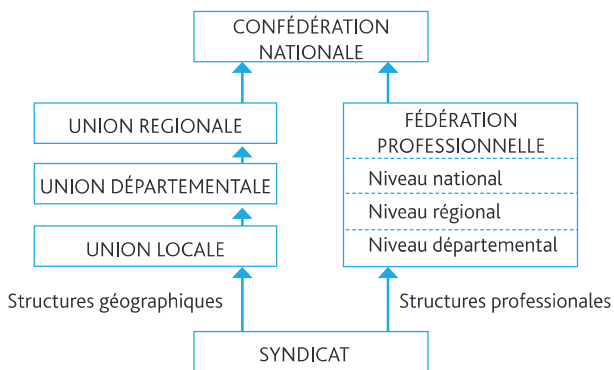 CONFÉDÉRATION
NATIONALE
UNION REGIONALE
UNION DÉPARTEMENTALE
UNION LOCALE
FÉDÉRATION
PROFESSIONNELLE
Niveau national
Niveau régional
Niveau départemental
Structures géographiques
Structures professionales
SYNDICAT